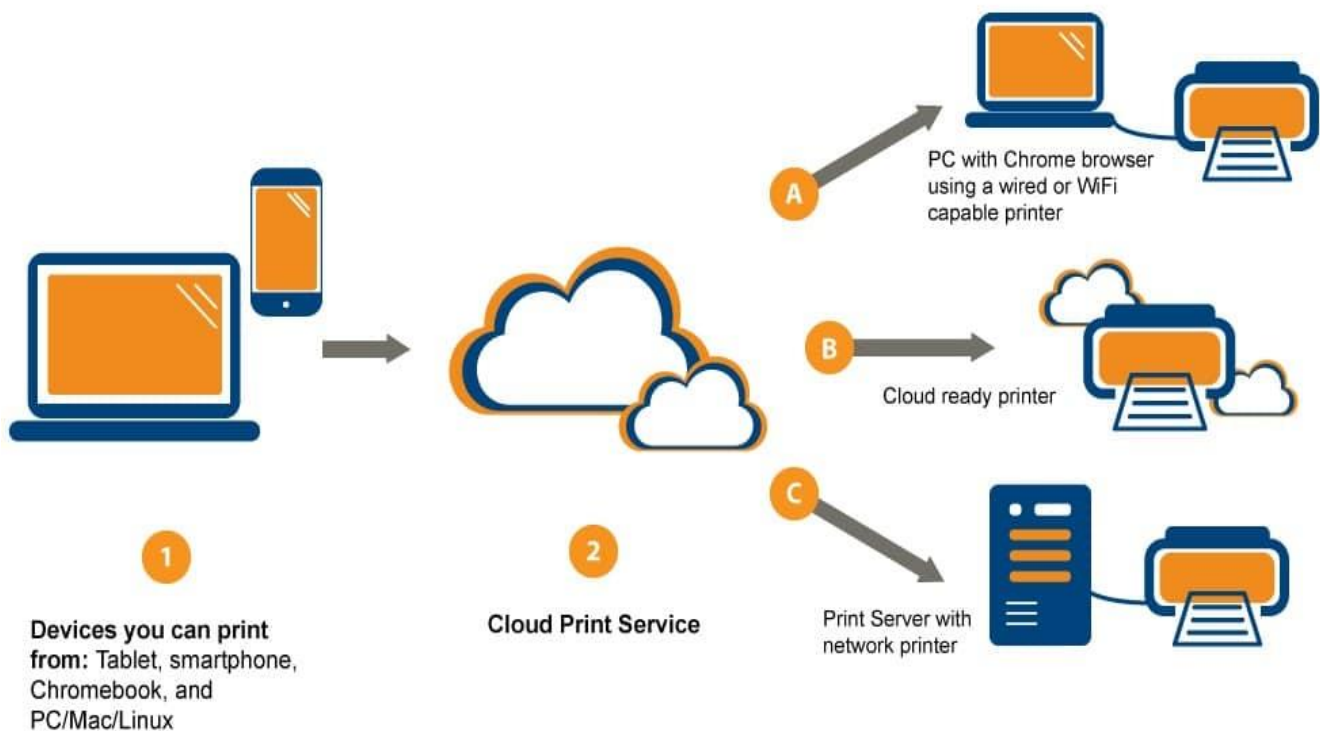 A
PC with Chrome browser
using a wired or WiFi
capable printer
B
Cloud ready printer
C
Print Server with
network printer
1
Devices you can print
from: Tablet, smartphone,
Chromebook, and
PC/Mac/Linux
2
Cloud Print Service